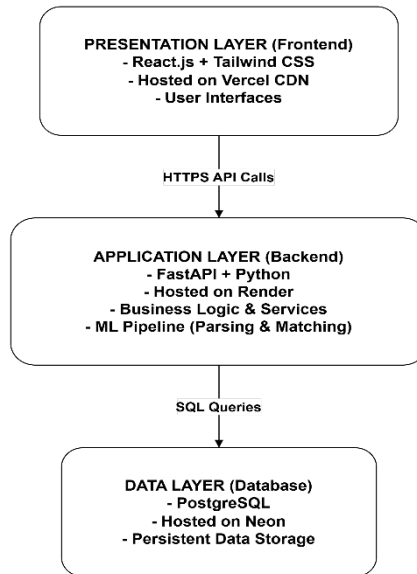 PRESENTATION LAYER (Frontend)
- React.js + Tailwind CSS
- Hosted on Vercel CDN
- User Interfaces
HTTPS API Calls
APPLICATION LAYER (Backend)
- FastAPI + Python
- Hosted on Render
- Business Logic & Services
- ML Pipeline (Parsing & Matching)
SQL Queries
DATA LAYER (Database)
- PostgreSQL
- Hosted on Neon
- Persistent Data Storage